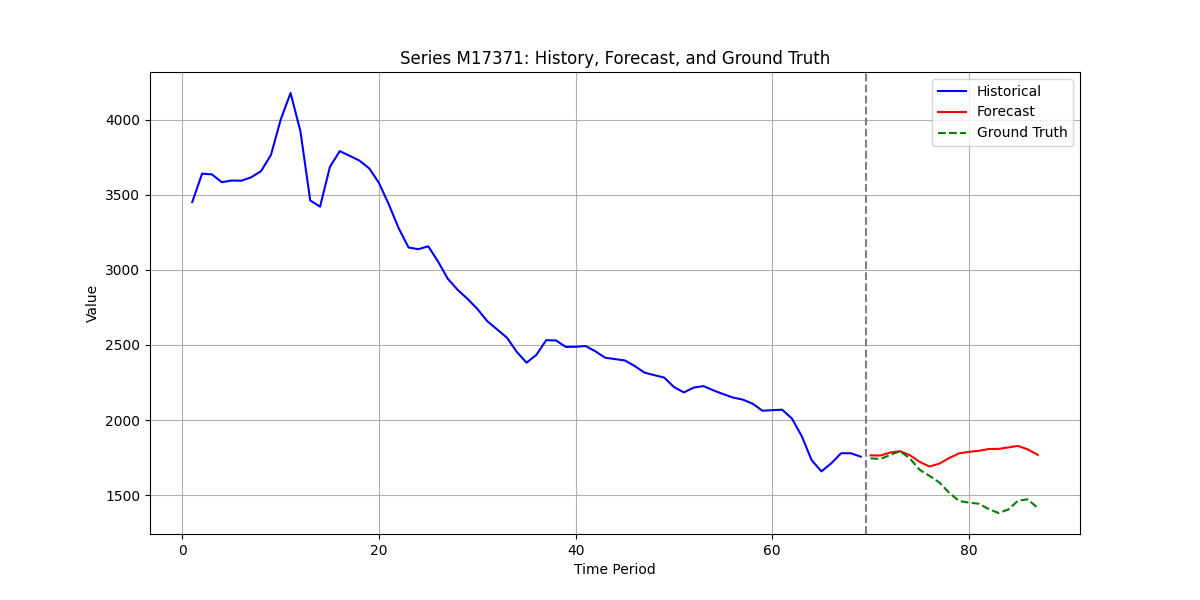 Series M17371: History, Forecast, and Ground Truth
Historical
Forecast
Ground Truth
4000
3500
3000
2500
2000
1500
Value
0
20
40
60
80
Time Period